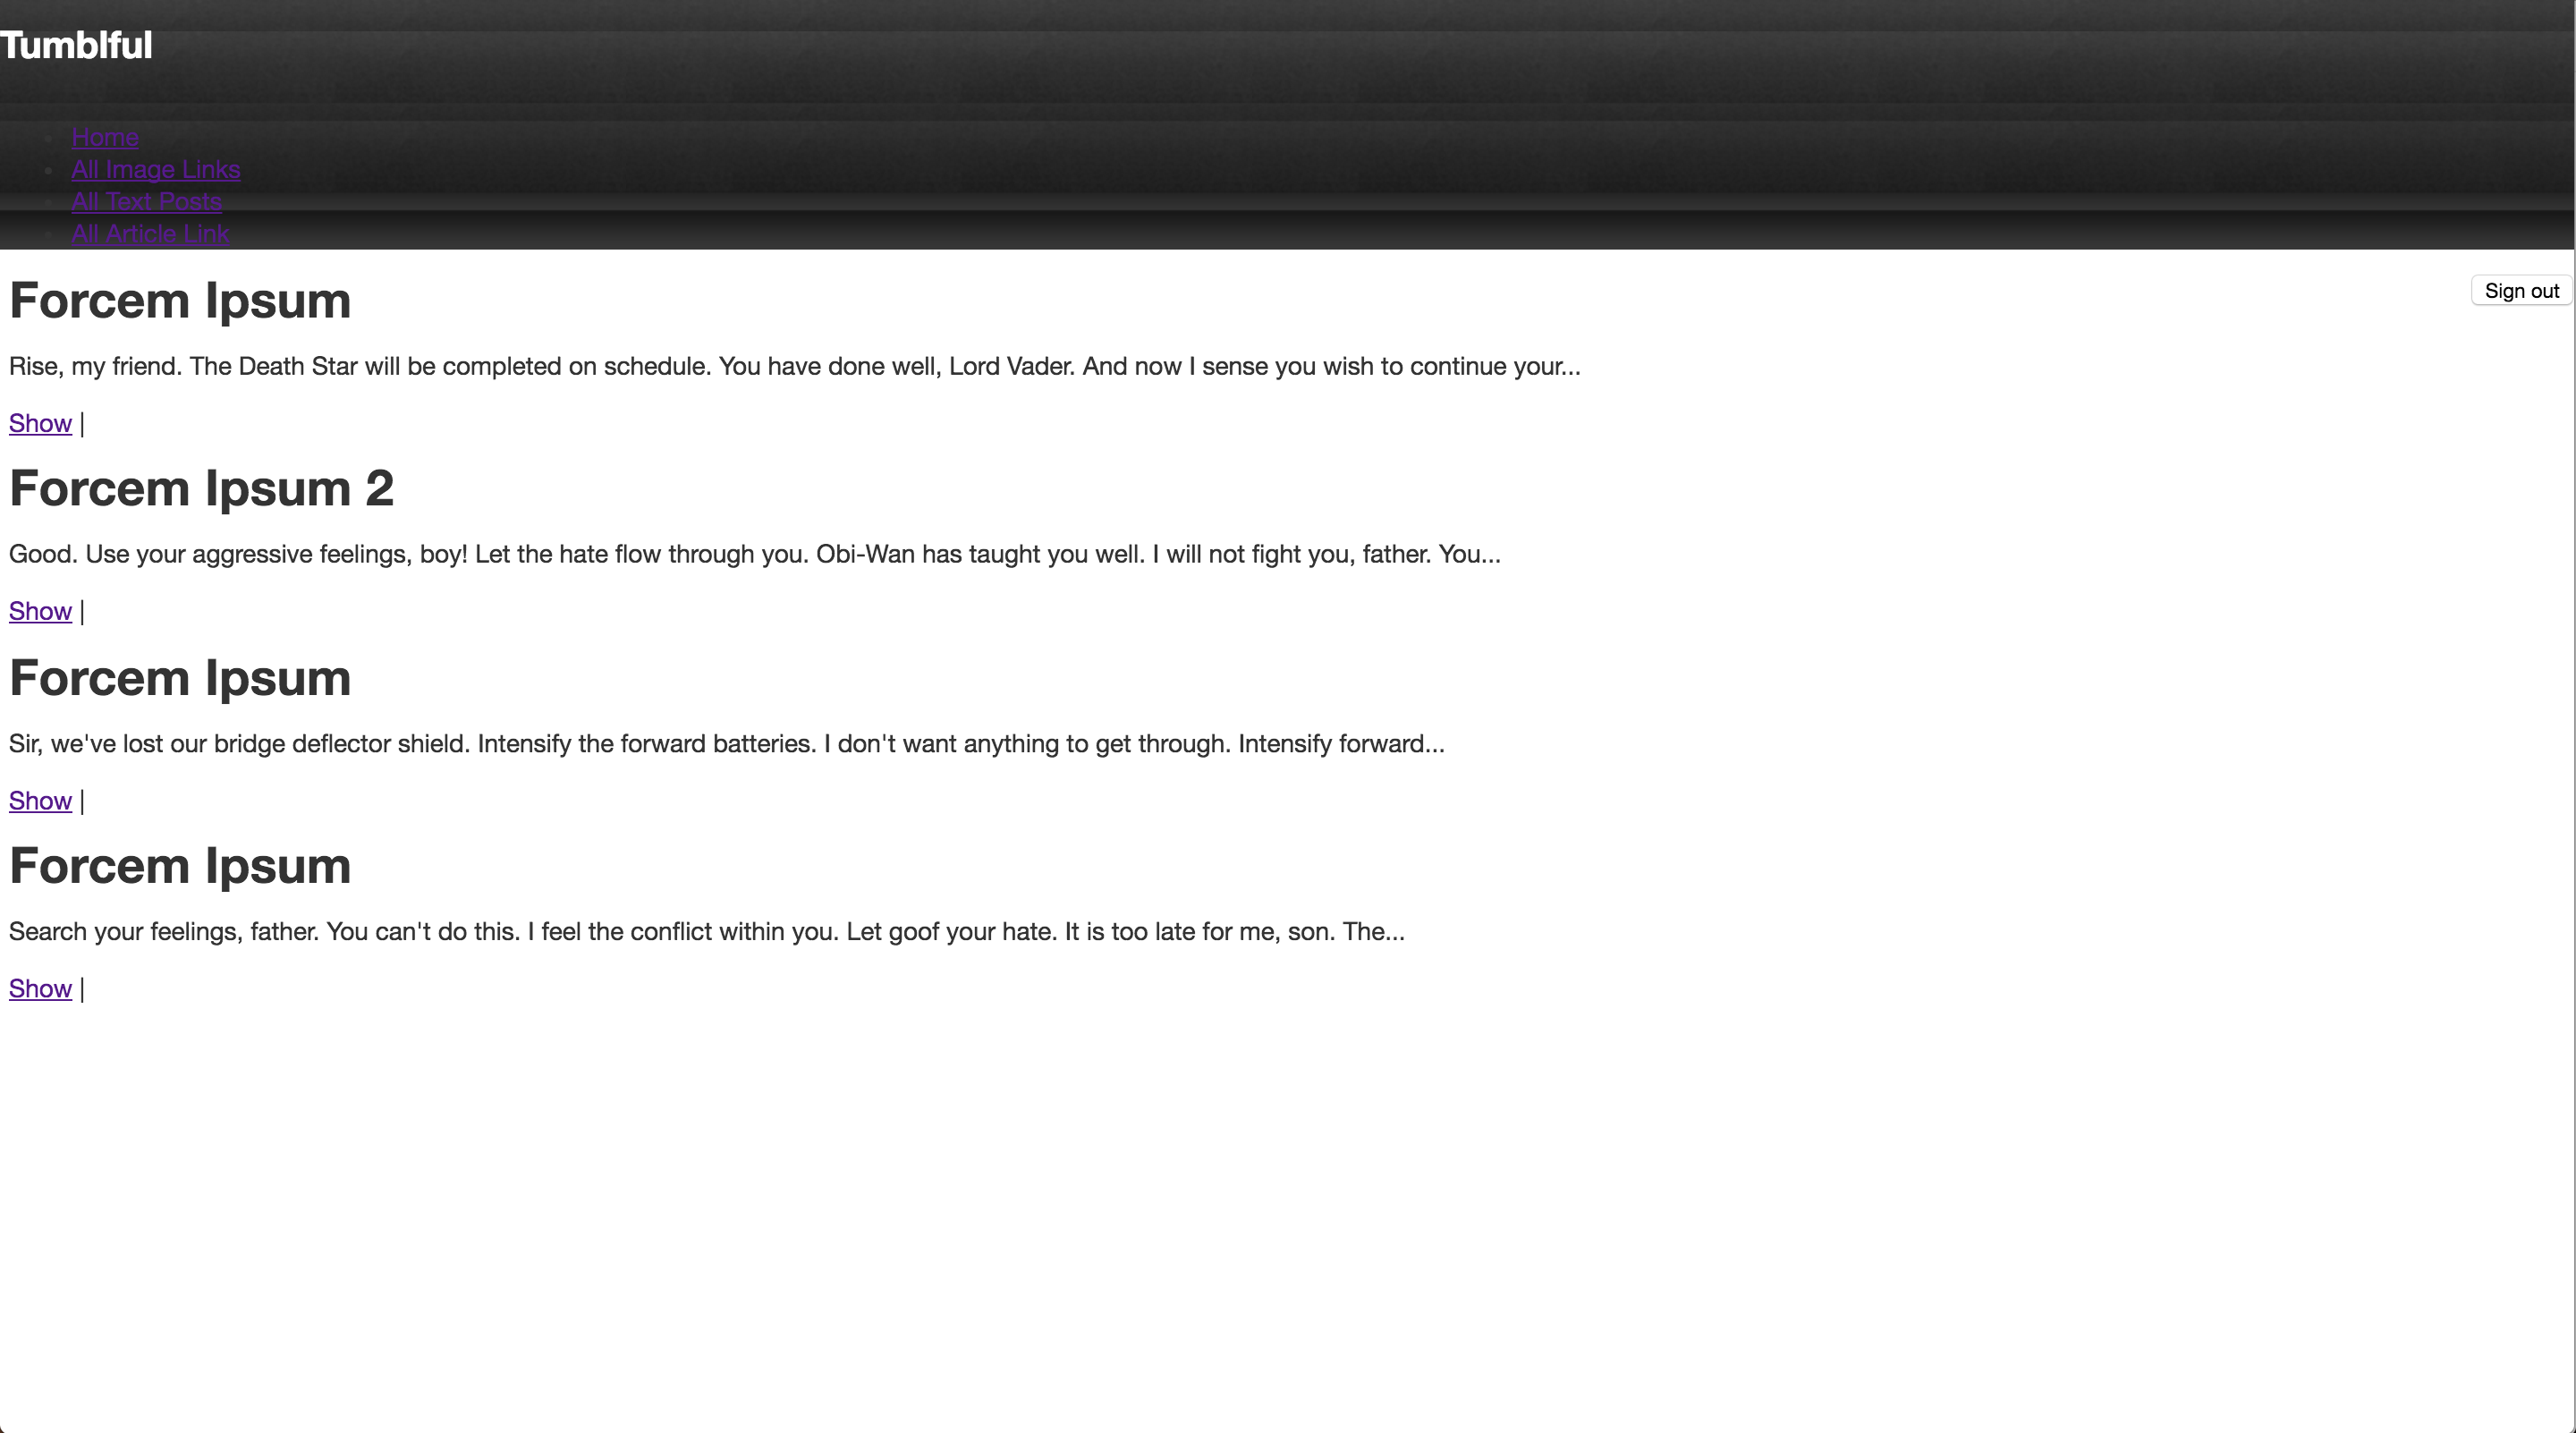 Tumblful
Home
All Image Links
All Text Posts
All Article Link
Forcem Ipsum
Sign out
Rise, my friend. The Death Star will be completed on schedule. You have done well, Lord Vader. And now I sense you wish to continue your...
Show |
Forcem Ipsum 2
Good. Use your aggressive feelings, boy! Let the hate flow through you. Obi-Wan has taught you well. I will not fight you, father. You...
Show |
Forcem Ipsum
Sir, we've lost our bridge deflector shield. Intensify the forward batteries. I don't want anything to get through. Intensify forward...
Show |
Forcem Ipsum
Search your feelings, father. You can't do this. I feel the conflict within you. Let goof your hate. It is too late for me, son. The...
Show |